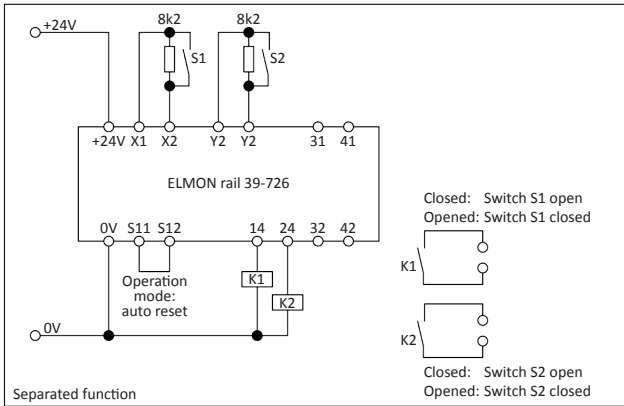 +24V
8k2
8k2
S1
S2
+24V X1 X2 Y2 Y2 31 41
ELMON rail 39-726
0V S11 S12 14 24 32 42
Operation
mode:
auto reset
K1
K2
0V
Closed: Switch S1 open
Opened: Switch S1 closed
K1
K2
Closed: Switch S2 open
Opened: Switch S2 closed
Separated function